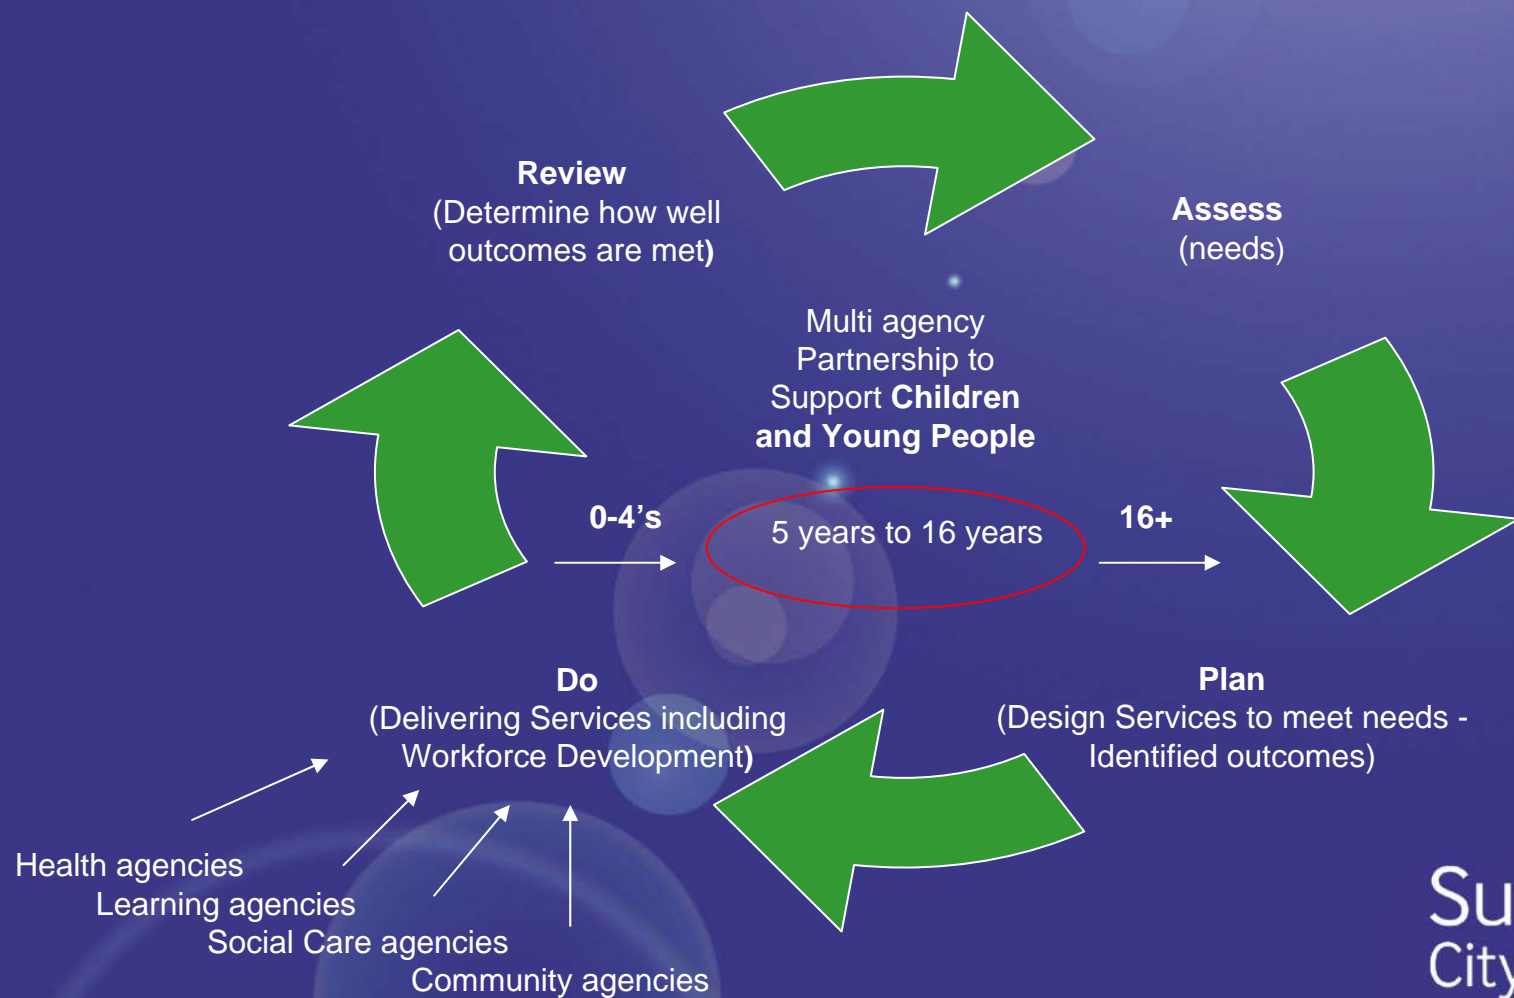 Review
(Determine how well
outcomes are met)
Assess
(needs)
Multi agency
Partnership to
Support Children
and Young People
0-4's
5 years to 16 years
16+
Do
(Delivering Services including
Workforce Development)
Plan
(Design Services to meet needs -
Identified outcomes)
Health agencies
Learning agencies
Social Care agencies
Community agencies
Su
City